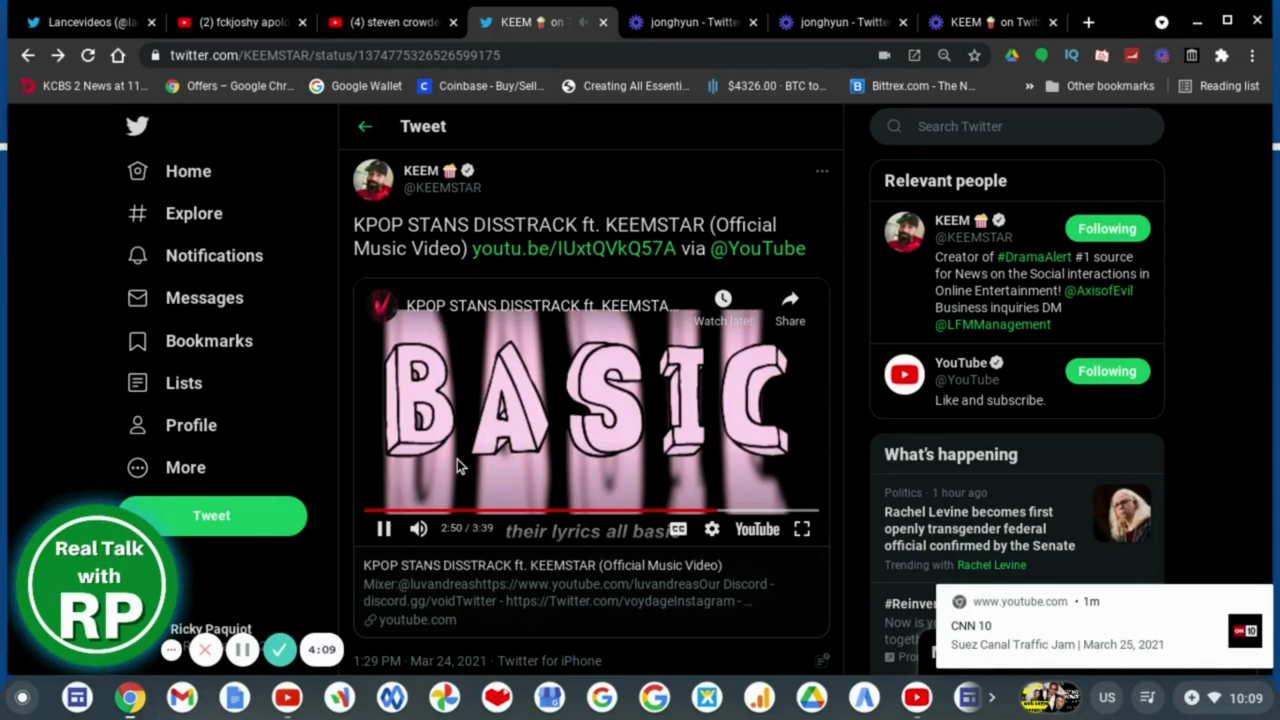 Lancevideos (@la
(2) fckjoshy apolo
(4) steven crowde
KEEM 🍿 on T
jonghyun - Twitte
jonghyun - Twitte
KEEM 🍿 on Twit
twitter.com/KEEMSTAR/status/1374775326526599175
KCBS 2 News at 11...
Offers – Google Chr...
Google Wallet
Coinbase - Buy/Sell...
Creating All Essenti...
$4326.00 · BTC to...
Bittrex.com - The N...
»
Other bookmarks
Reading list
Home
Explore
Notifications
Messages
Bookmarks
Lists
Profile
More
Tweet
Tweet
KEEM 🍿
@KEEMSTAR
KPOP STANS DISSTRACK ft. KEEMSTAR (Official
Music Video) youtu.be/IUxtQVkQ57A via @YouTube
KPOP STANS DISSTRACK ft. KEEMSTA...
Watch later
Share
BASIC
their lyrics all basic
2:50 / 3:39
CC
YouTube
KPOP STANS DISSTRACK ft. KEEMSTAR (Official Music Video)
Mixer:@luvandreashttps://www.youtube.com/luvandreasOur Discord -
discord.gg/voidTwitter - https://Twitter.com/voydageInstagram - ...
youtube.com
1:29 PM · Mar 24, 2021 · Twitter for iPhone
Search Twitter
Relevant people
KEEM 🍿
@KEEMSTAR
Following
Creator of #DramaAlert #1 source
for News on the Social interactions in
Online Entertainment! @AxisofEvil
Business inquiries DM
@LFMManagement
YouTube
@YouTube
Following
Like and subscribe.
What's happening
Politics · 1 hour ago
Rachel Levine becomes first
openly transgender federal
official confirmed by the Senate
Trending with Rachel Levine
#Reinve
Now is yo
togeth
Pro
www.youtube.com • 1m
CNN 10
Suez Canal Traffic Jam | March 25, 2021
Real Talk
with
RP
Ricky Paquiot
4:09
US
10:09